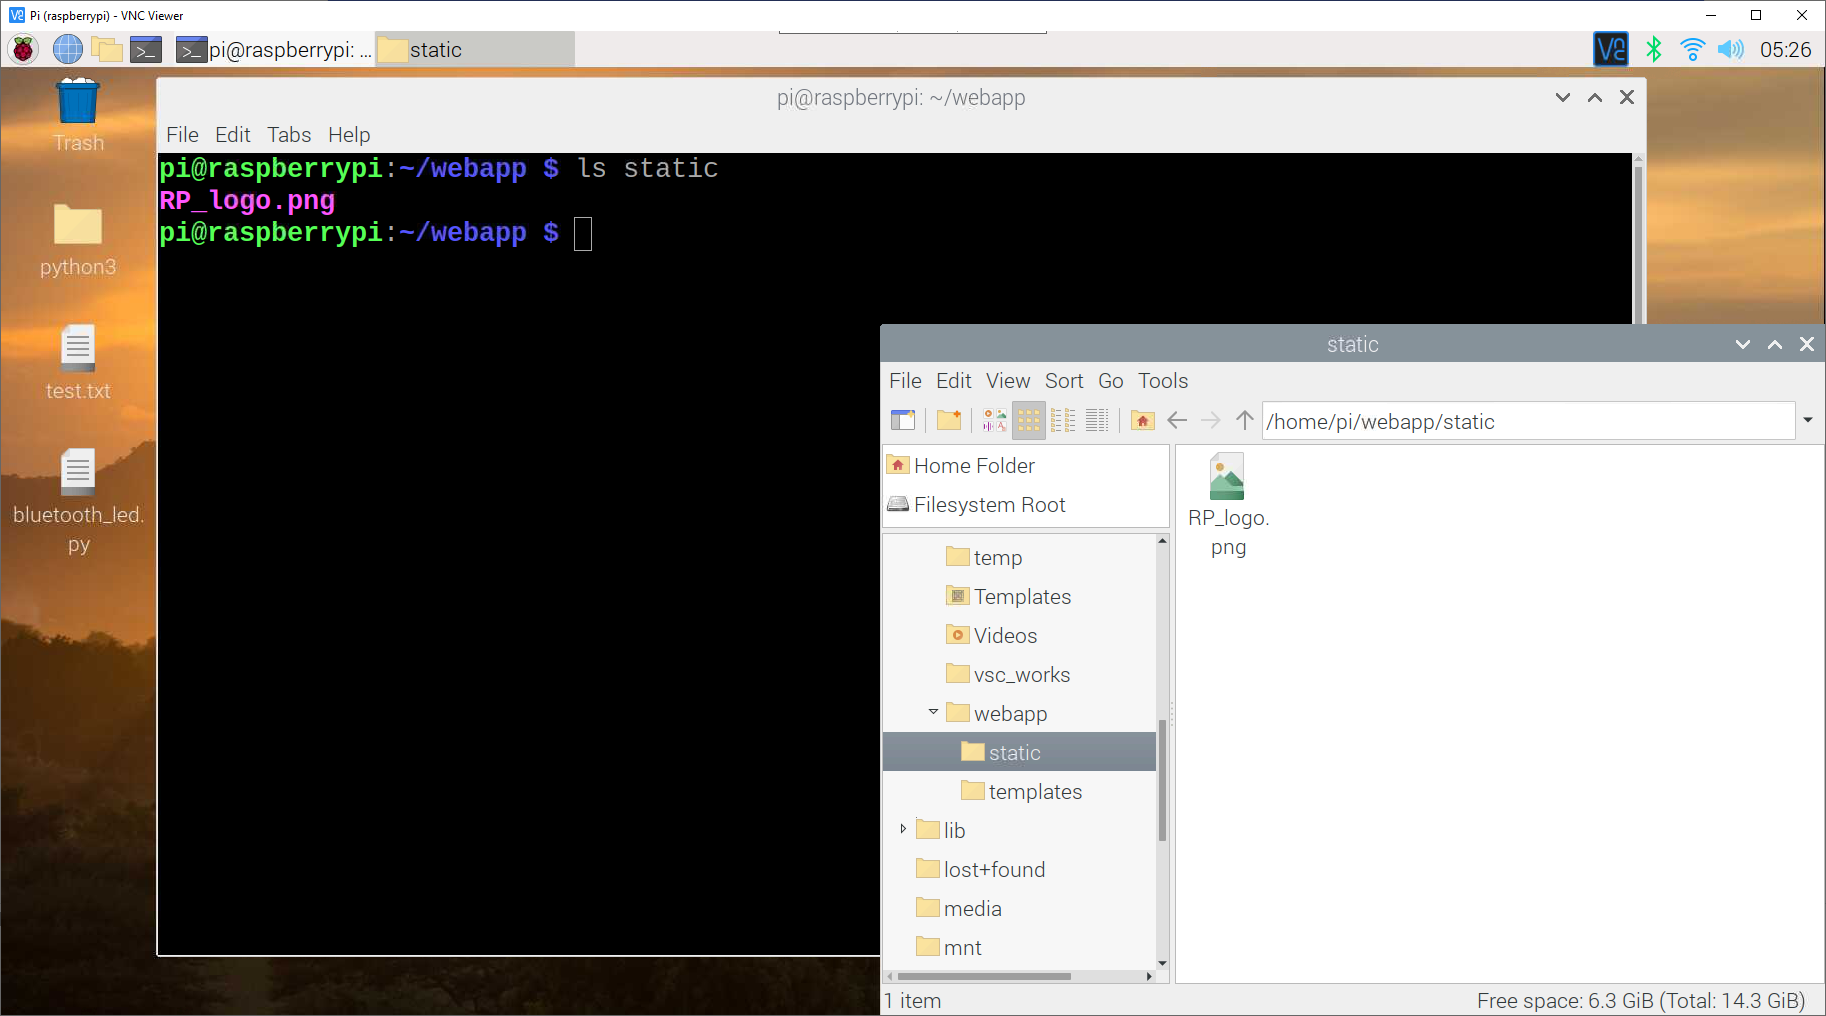 Pi (raspberrypi) - VNC Viewer
pi@raspberrypi: ... static 05:26
Trash
python3
test.txt
bluetooth_led.
py
pi@raspberrypi: ~/webapp
File Edit Tabs Help
pi@raspberrypi:~/webapp $ ls static
RP_logo.png
pi@raspberrypi:~/webapp $
static
File Edit View Sort Go Tools
/home/pi/webapp/static
Home Folder
Filesystem Root
temp
Templates
Videos
vsc_works
webapp
static
templates
lib
lost+found
media
mnt
RP_logo.
png
1 item
Free space: 6.3 GiB (Total: 14.3 GiB)